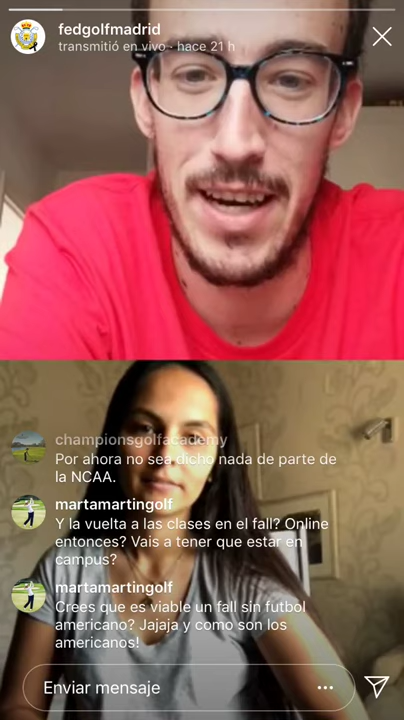 fedgolfmadrid
transmitió en vivo · hace 21 h
championsgolfacademy
Por ahora no sea dicho nada de parte de
la NCAA.
martamartingolf
Y la vuelta a las clases en el fall? Online
entonces? Vais a tener que estar en
campus?
martamartingolf
Crees que es viable un fall sin futbol
americano? Jajaja y como son los
americanos!
Enviar mensaje